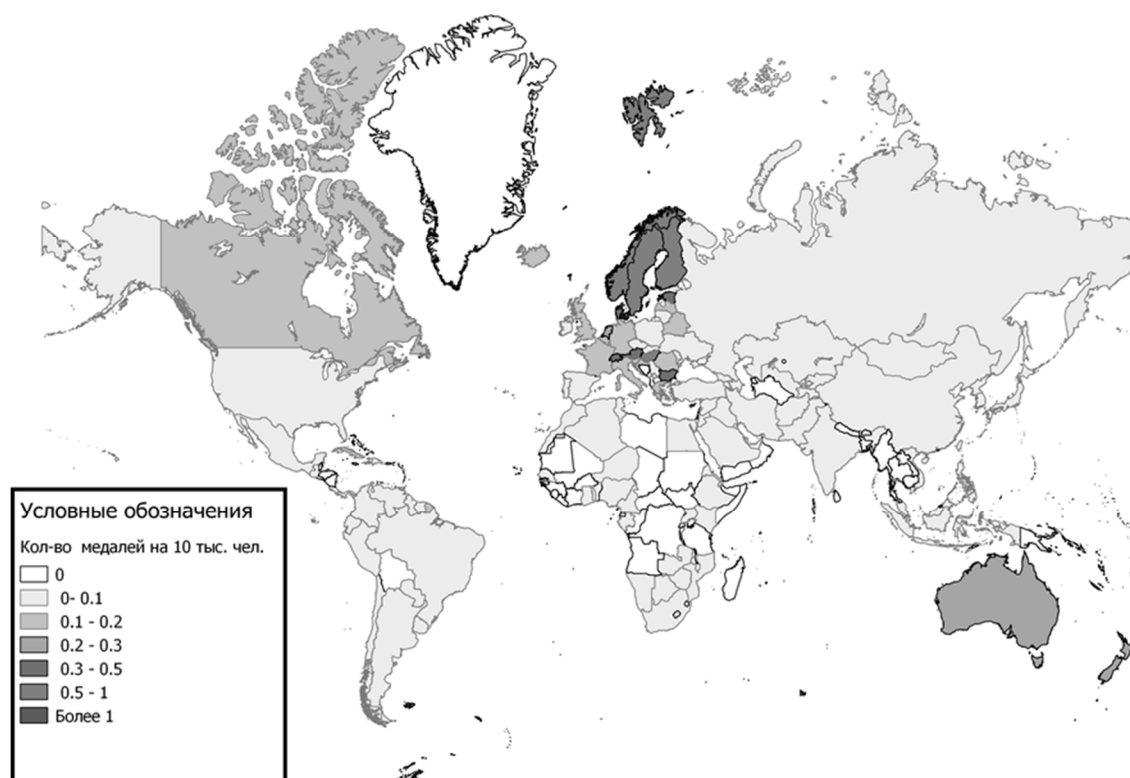 Условные обозначения
Кол-во медалей на 10 тыс. чел.
0
0- 0.1
0.1 - 0.2
0.2 - 0.3
0.3 - 0.5
0.5 - 1
Более 1